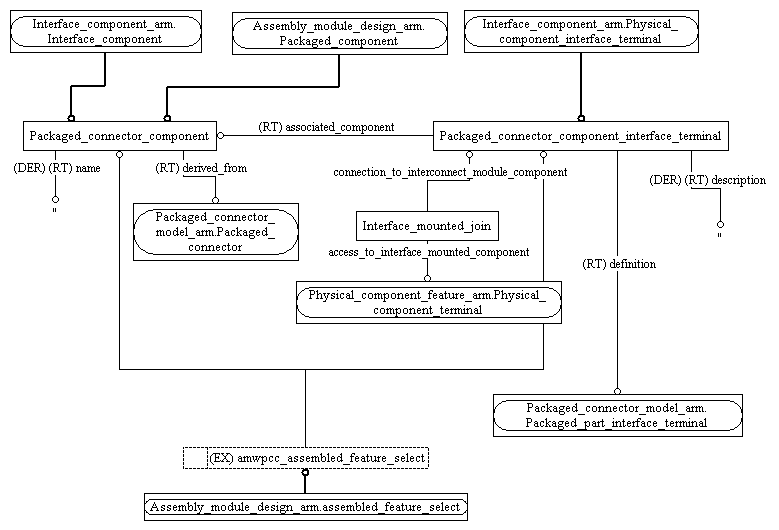 Interface_component_arm.
Interface_component
Assembly_module_design_arm.
Packaged_component
Interface_component_arm.Physical_
component_interface_terminal
(RT) associated_component
Packaged_connector_component
Packaged_connector_component_interface_terminal
(DER) (RT) name
(RT) derived_from
connection_to_interconnect_module_component
(DER) (RT) description
"
Packaged_connector_
model_arm.Packaged_
connector
Interface_mounted_join
"
access_to_interface_mounted_component
(RT) definition
Physical_component_feature_arm.Physical_
component_terminal
Packaged_connector_model_arm.
Packaged_part_interface_terminal
(EX) amwpcc_assembled_feature_select
Assembly_module_design_arm.assembled_feature_select